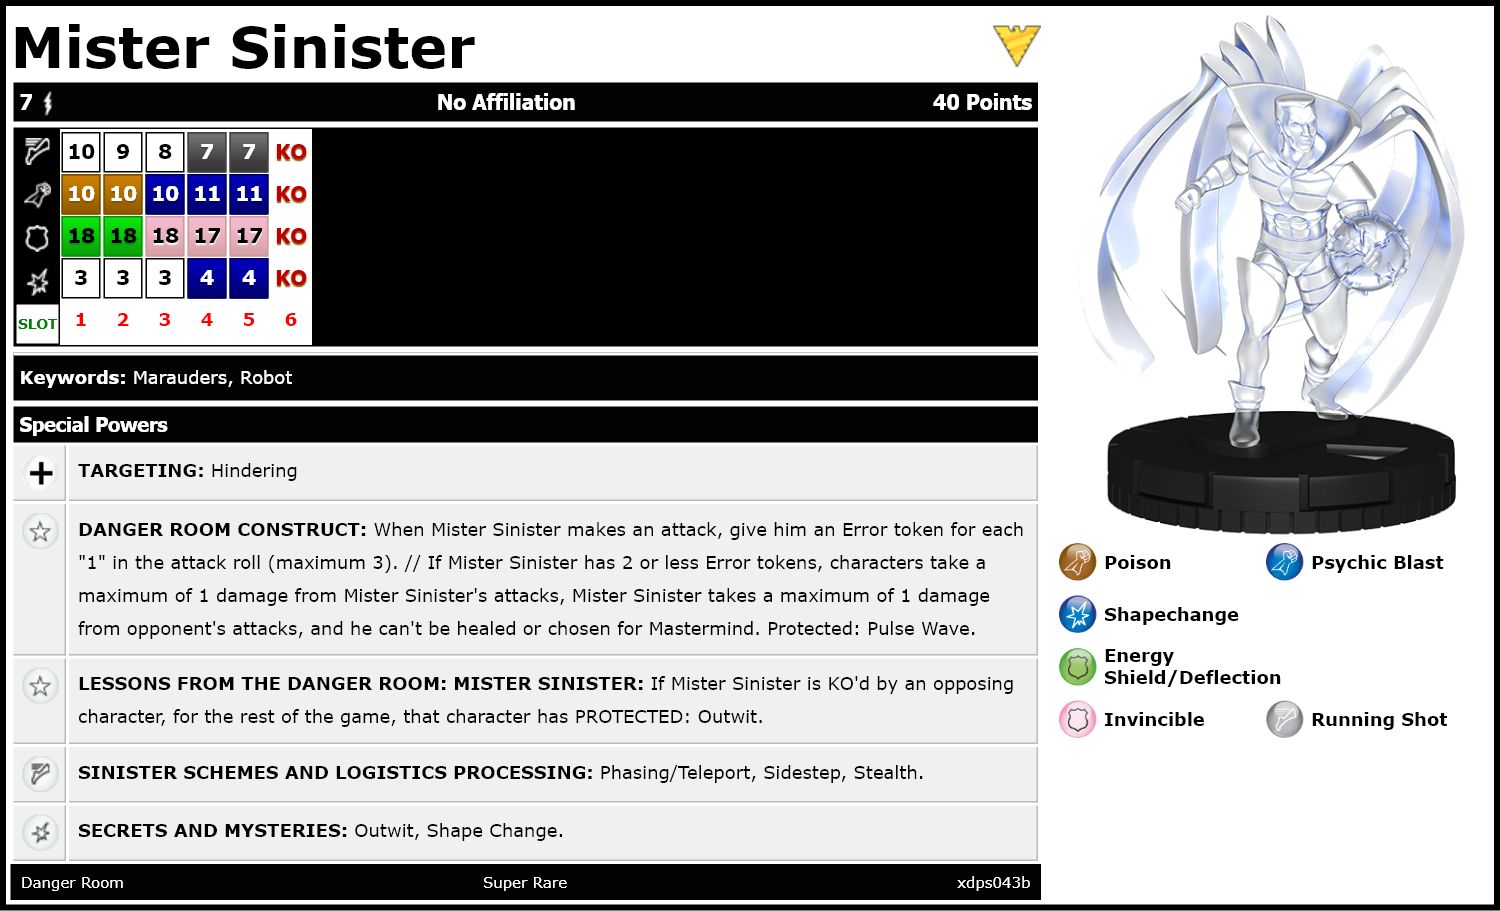 Mister Sinister
7 No Affiliation 40 Points
10 9 8 7 7 KO
10 10 10 11 11 KO
18 18 18 17 17 KO
3 3 3 4 4 KO
SLOT 1 2 3 4 5 6
Keywords: Marauders, Robot
Special Powers
TARGETING: Hindering
DANGER ROOM CONSTRUCT: When Mister Sinister makes an attack, give him an Error token for each
"1" in the attack roll (maximum 3). // If Mister Sinister has 2 or less Error tokens, characters take a
maximum of 1 damage from Mister Sinister's attacks, Mister Sinister takes a maximum of 1 damage
from opponent's attacks, and he can't be healed or chosen for Mastermind. Protected: Pulse Wave.
LESSONS FROM THE DANGER ROOM: MISTER SINISTER: If Mister Sinister is KO'd by an opposing
character, for the rest of the game, that character has PROTECTED: Outwit.
SINISTER SCHEMES AND LOGISTICS PROCESSING: Phasing/Teleport, Sidestep, Stealth.
SECRETS AND MYSTERIES: Outwit, Shape Change.
Danger Room Super Rare xdps043b
Poison Psychic Blast
Shapechange
Energy
Shield/Deflection
Invincible Running Shot